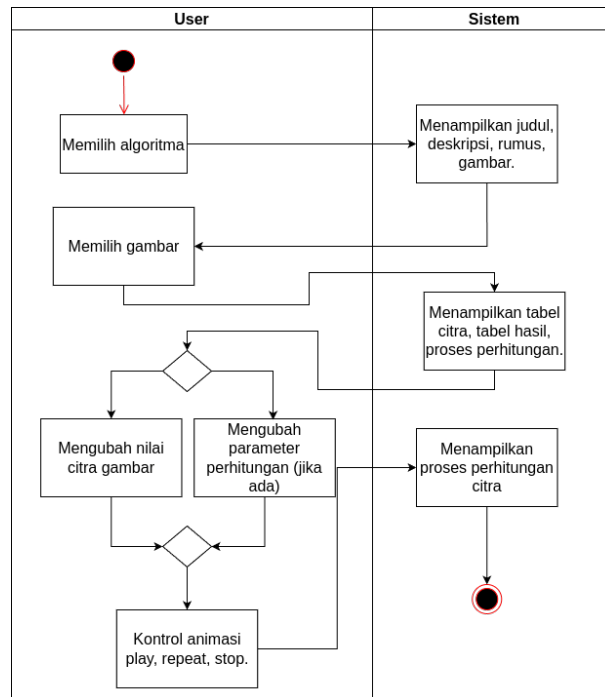 User
Sistem
Memilih algoritma
Menampilkan judul,
deskripsi, rumus,
gambar.
Memilih gambar
Menampilkan tabel
citra, tabel hasil,
proses perhitungan.
Mengubah nilai
citra gambar
Mengubah
parameter
perhitungan (jika
ada)
Menampilkan
proses perhitungan
citra
Kontrol animasi
play, repeat, stop.